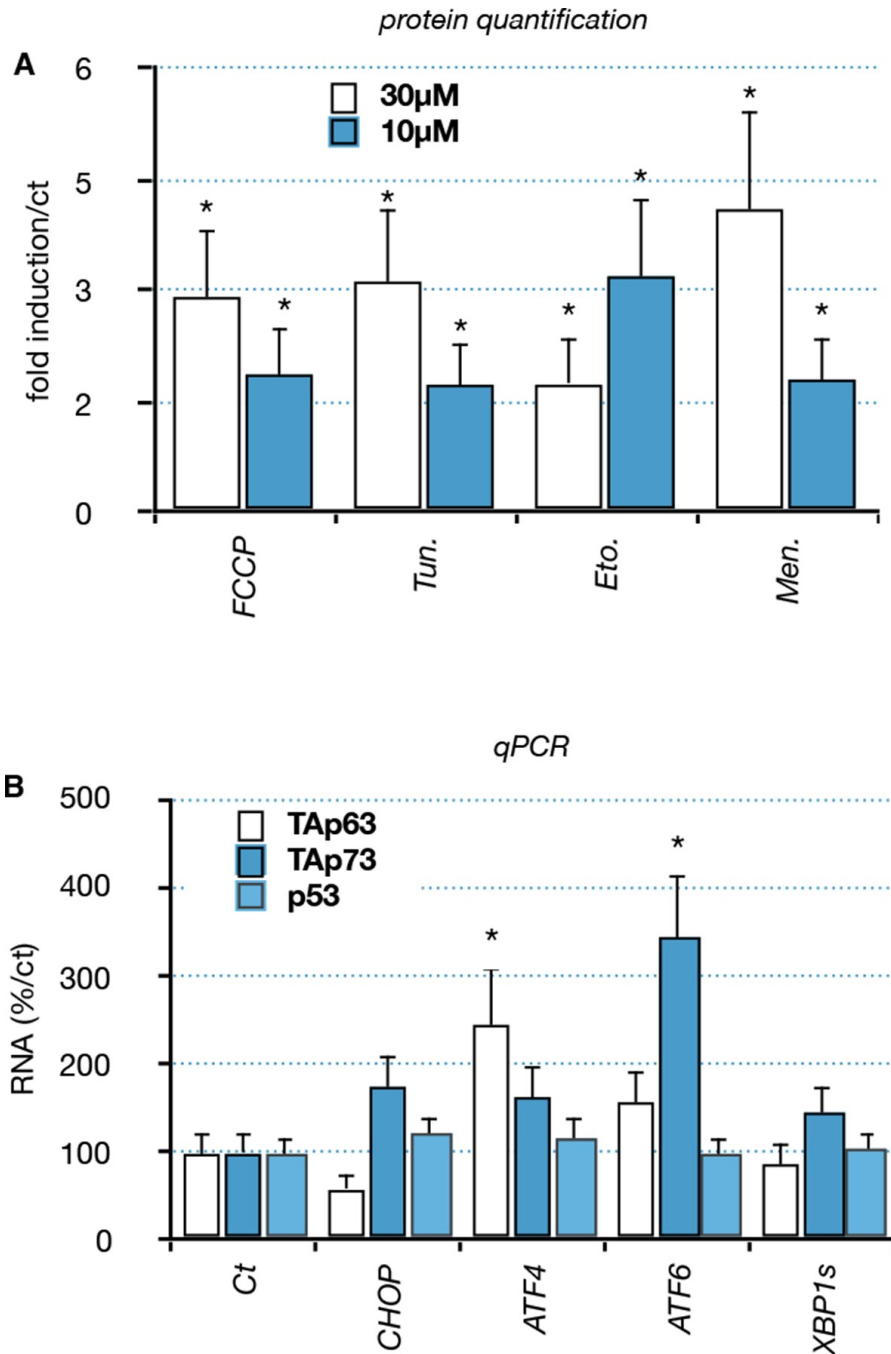 protein quantification
A
6
5
3
2
0
fold induction/ct
30µM
10µM
*
*
*
*
*
*
*
*
FCCP
Tun.
Eto.
Men.
qPCR
B
500
400
300
200
100
0
RNA (%/ct)
TAp63
TAp73
p53
*
*
Ct
CHOP
ATF4
ATF6
XBP1s